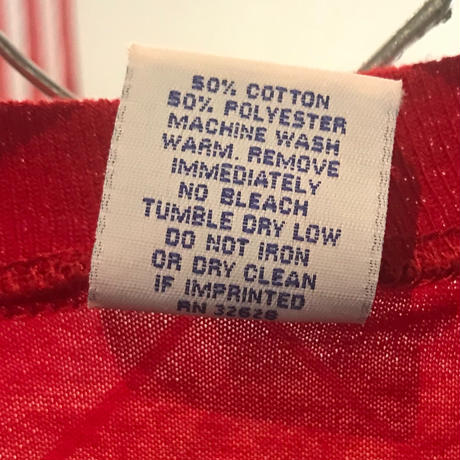 50% COTTON
50% POLYESTER
MACHINE WASH
WARM. REMOVE
IMMEDIATELY
NO BLEACH
TUMBLE DRY LOW
DO NOT IRON
OR DRY CLEAN
IF IMPRINTED
RN 32626